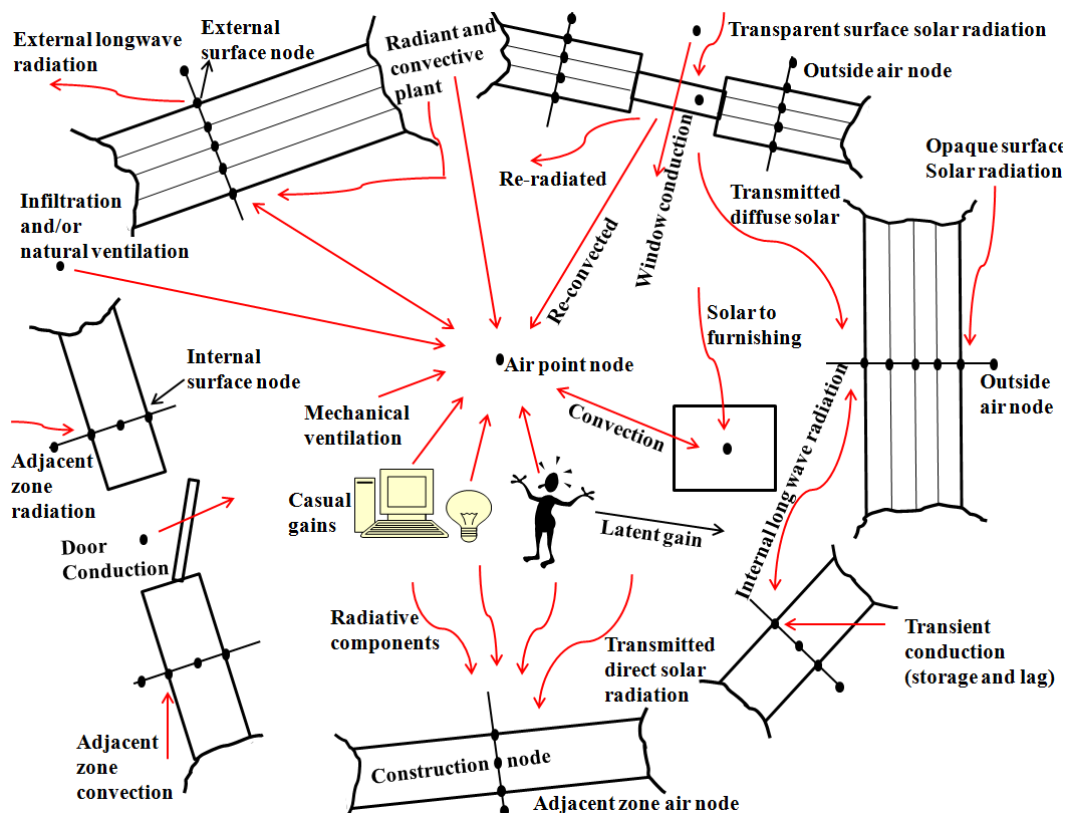 External longwave
radiation
External
surface node
Radiant and
convective
plant
Transparent surface solar radiation
Outside air node
Opaque surface
Solar radiation
Re-radiated
Window conduction
Transmitted
diffuse solar
Infiltration
and/or
natural ventilation
Re-convected
Solar to
furnishing
Internal
surface node
Air point node
Outside
air node
Mechanical
ventilation
Convection
Internal long wave radiation
Adjacent
zone
radiation
Casual
gains
Latent gain
Door
Conduction
Radiative
components
Transmitted
direct solar
radiation
Transient
conduction
(storage and lag)
Adjacent
zone
convection
Construction node
Adjacent zone air node